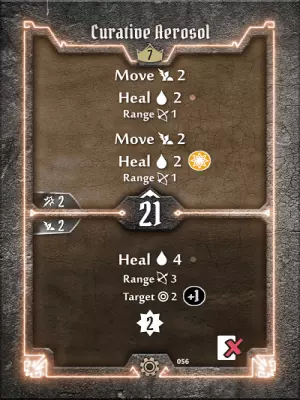 Curative Aerosol
7
Move 2
Heal 2
Range 1
Move 2
Heal 2
Range 1
2
21
2
Heal 4
Range 3
Target 2 +1
2
056